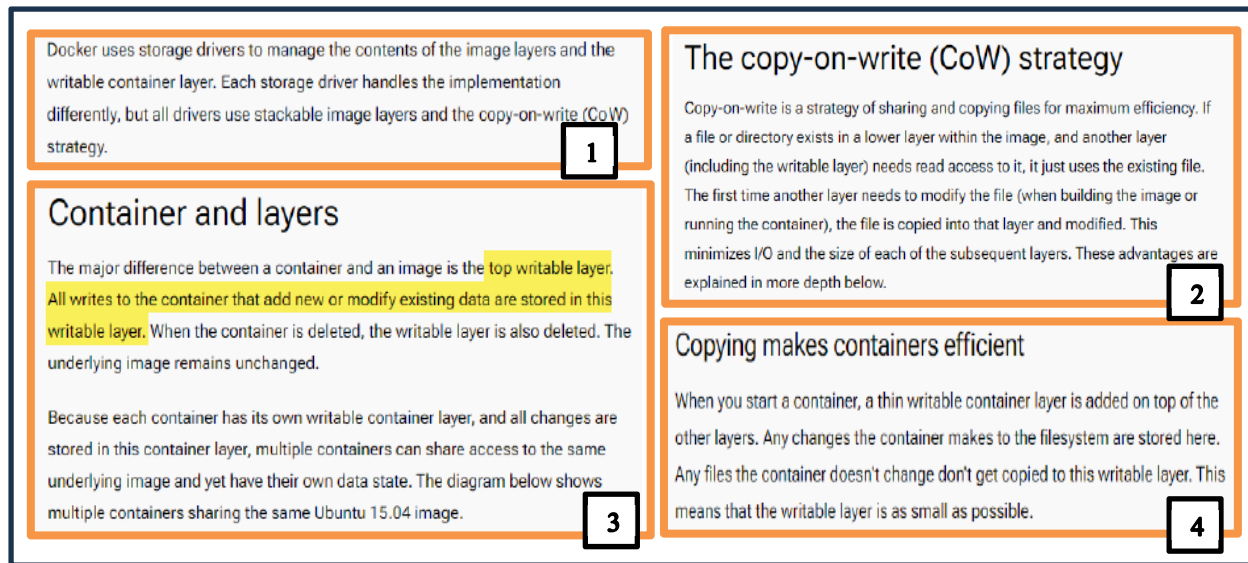 Docker uses storage drivers to manage the contents of the image layers and the
writable container layer. Each storage driver handles the implementation
differently, but all drivers use stackable image layers and the copy-on-write (CoW)
strategy.
1
The copy-on-write (CoW) strategy
Copy-on-write is a strategy of sharing and copying files for maximum efficiency. If
a file or directory exists in a lower layer within the image, and another layer
(including the writable layer) needs read access to it, it just uses the existing file.
The first time another layer needs to modify the file (when building the image or
running the container), the file is copied into that layer and modified. This
minimizes I/O and the size of each of the subsequent layers. These advantages are
explained in more depth below.
2
Container and layers
The major difference between a container and an image is the top writable layer.
All writes to the container that add new or modify existing data are stored in this
writable layer. When the container is deleted, the writable layer is also deleted. The
underlying image remains unchanged.
Because each container has its own writable container layer, and all changes are
stored in this container layer, multiple containers can share access to the same
underlying image and yet have their own data state. The diagram below shows
multiple containers sharing the same Ubuntu 15.04 image.
3
Copying makes containers efficient
When you start a container, a thin writable container layer is added on top of the
other layers. Any changes the container makes to the filesystem are stored here.
Any files the container doesn't change don't get copied to this writable layer. This
means that the writable layer is as small as possible.
4